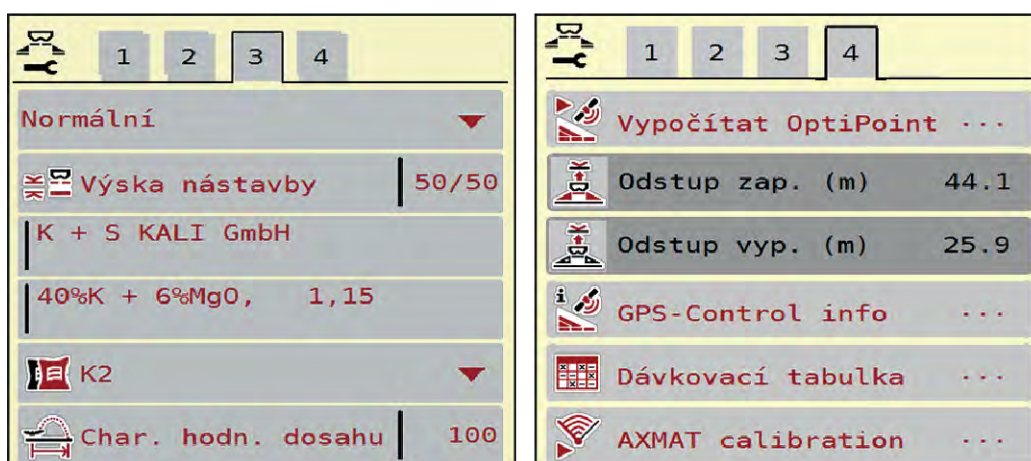 1 2 3 4
Normální
Výska nástavby 50/50
K + S KALI GmbH
40%K + 6%MgO, 1,15
K2
Char. hodn. dosahu 100
1 2 3 4
Vypočítat OptiPoint ...
Odstup zap. (m) 44.1
Odstup vyp. (m) 25.9
i
GPS-Control info ...
Dávkovací tabulka ...
AXMAT calibration ...